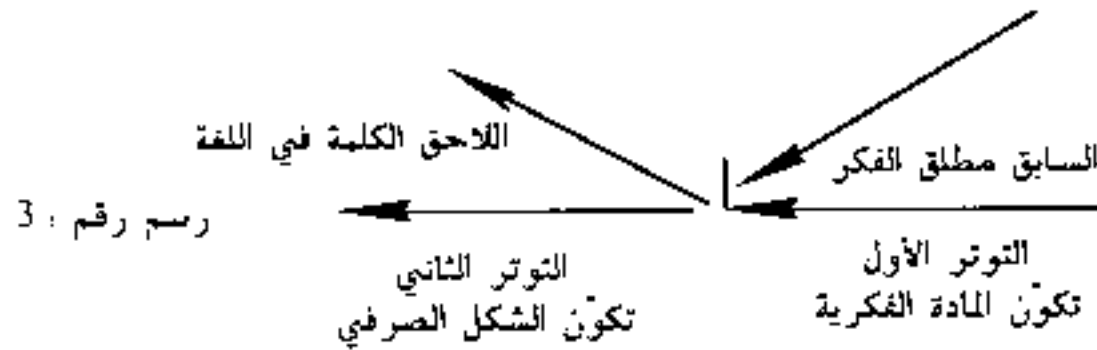 السابق مطلق الفكر
اللاحق الكلمة في اللغة
رسم رقم : 3
التوتر الأول
تكوّن المادة الفكرية
التوتر الثاني
تكوّن الشكل الصرفي